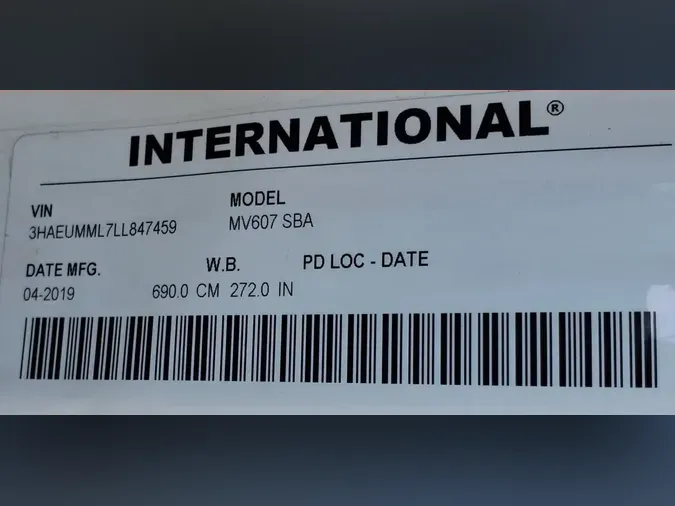 INTERNATIONAL®
VIN MODEL
3HAEUMML7LL847459 MV607 SBA
DATE MFG. W.B. PD LOC - DATE
04-2019 690.0 CM 272.0 IN